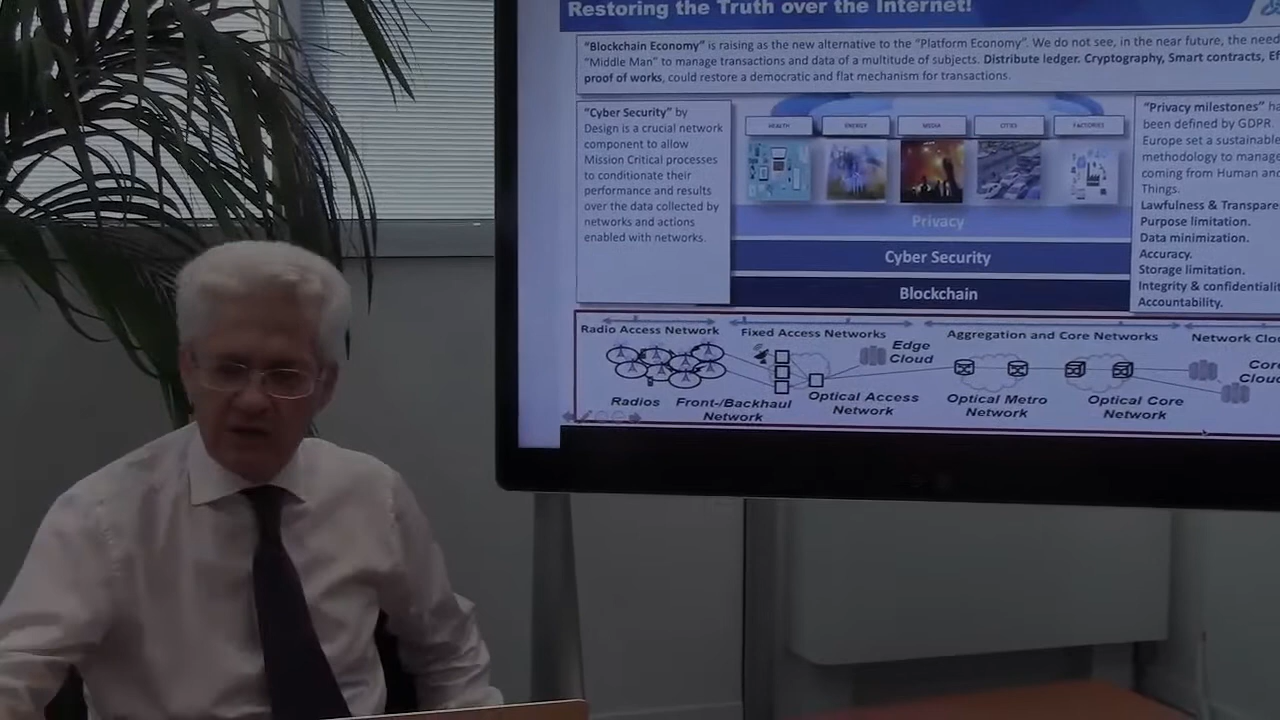 Restoring the Truth over the Internet!
“Blockchain Economy” is raising as the new alternative to the “Platform Economy”. We do not see, in the near future, the need
“Middle Man” to manage transactions and data of a multitude of subjects. Distribute ledger, Cryptography, Smart contracts,
proof of works, could restore a democratic and flat mechanism for transactions.
“Cyber Security” by
Design is a crucial network
component to allow
Mission Critical processes
to conditionate their
performance and results
over the data collected by
networks and actions
enabled with networks.
HEALTH
ENERGY
MEDIA
CITIES
FACTORIES
Privacy
Cyber Security
Blockchain
“Privacy milestones”
been defined by GDPR.
Europe set a sustainable
methodology to manage
coming from Human and
Things.
Lawfulness &
Purpose limitation.
Data minimization.
Accuracy.
Storage limitation.
Integrity &
Accountability.
Radio Access Network
Fixed Access Networks
Aggregation and Core Networks
Network
Edge
Cloud
Core
Cloud
Radios
Front-/Backhaul
Network
Optical Access
Network
Optical Metro
Network
Optical Core
Network